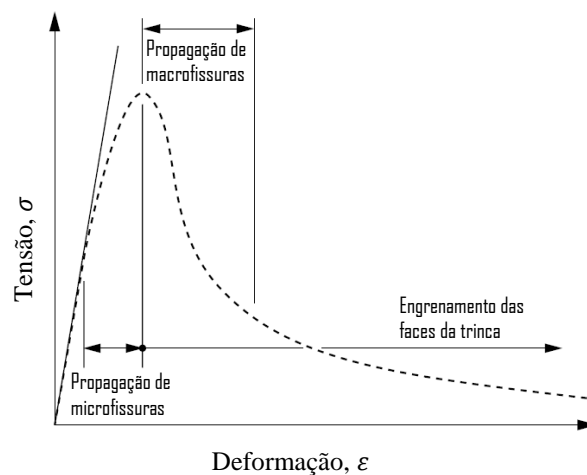 Propagação de
macrofissuras
Tensão, σ
Engrenamento das
faces da trinca
Propagação de
microfissuras
Deformação, ε